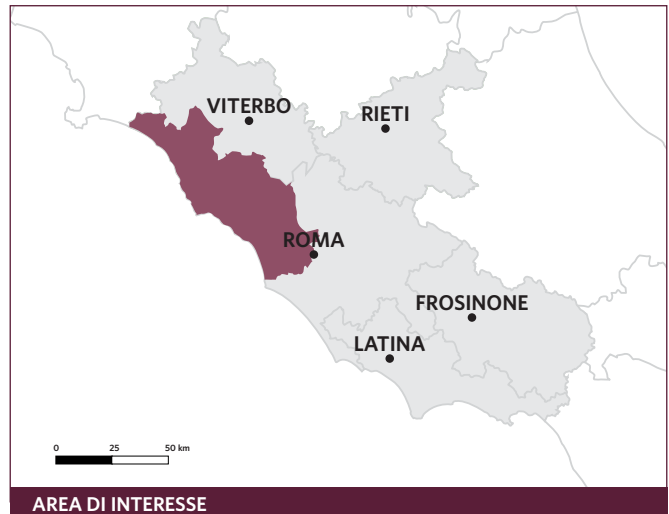 VITERBO
RIETI
ROMA
FROSINONE
LATINA
0 25 50 km
AREA DI INTERESSE